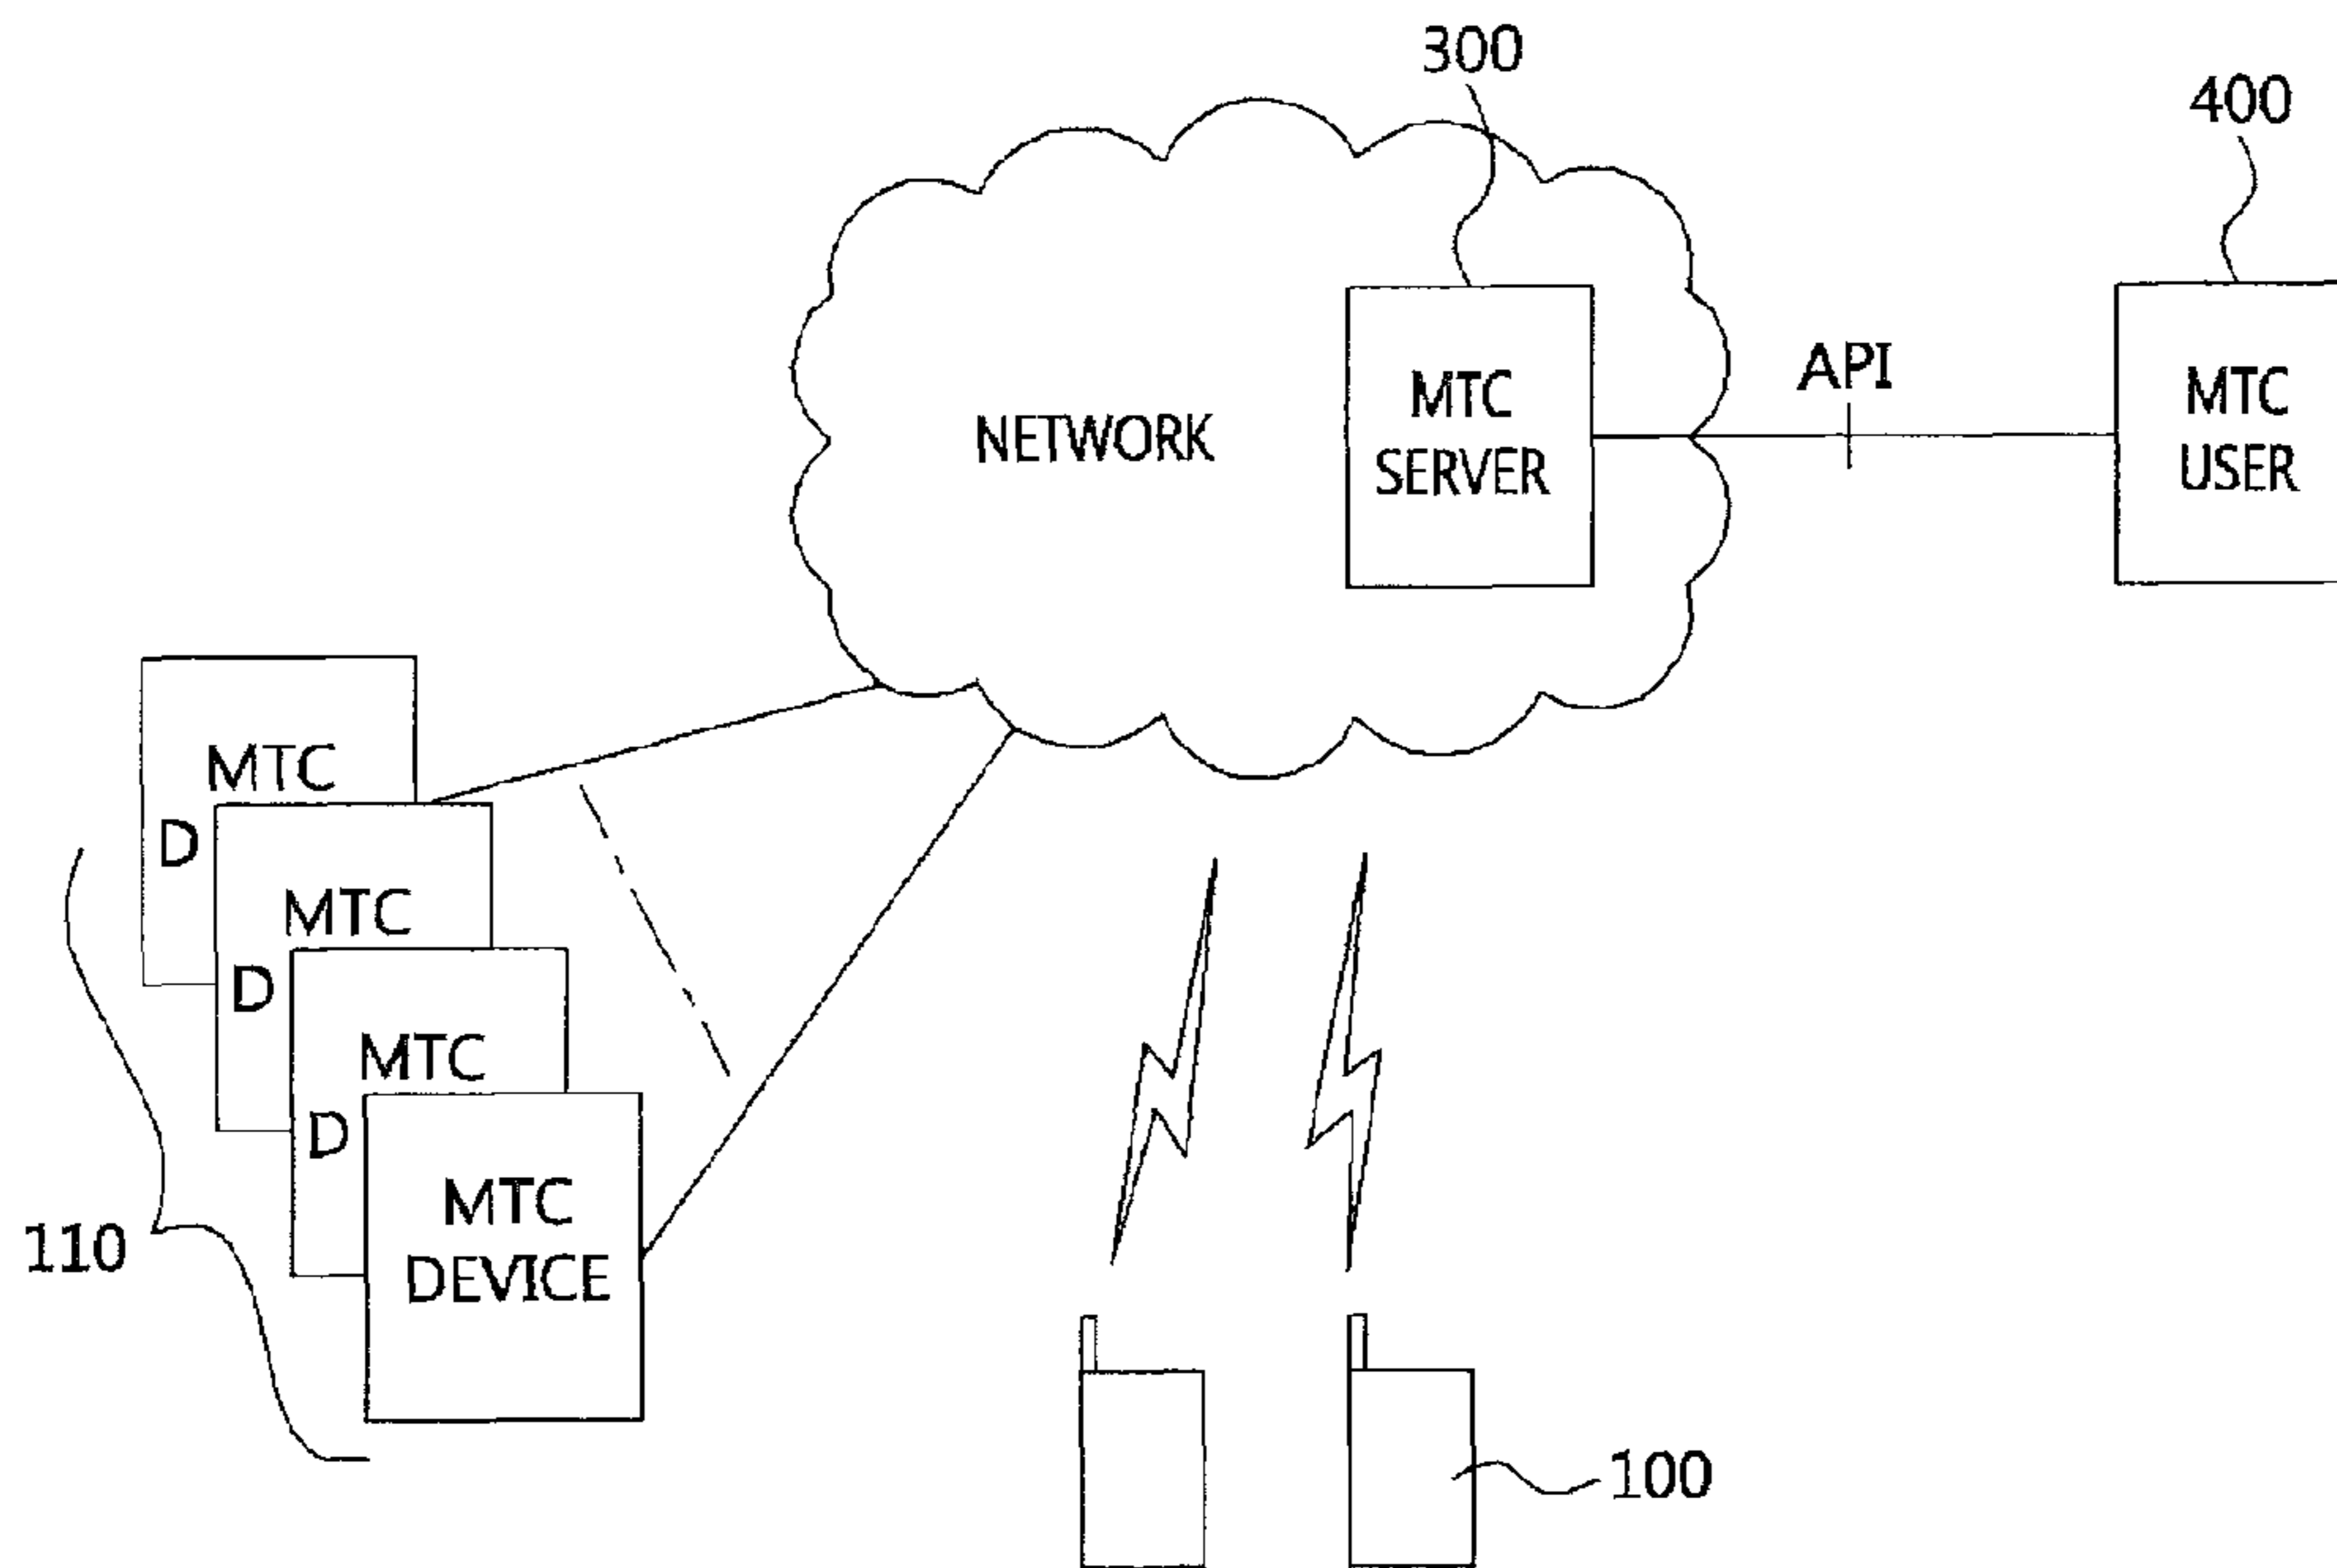 300
400
API
MTC
SERVER
MTC
USER
NETWORK
MTC
D
MTC
D
MTC
D
MTC
DEVICE
110
100